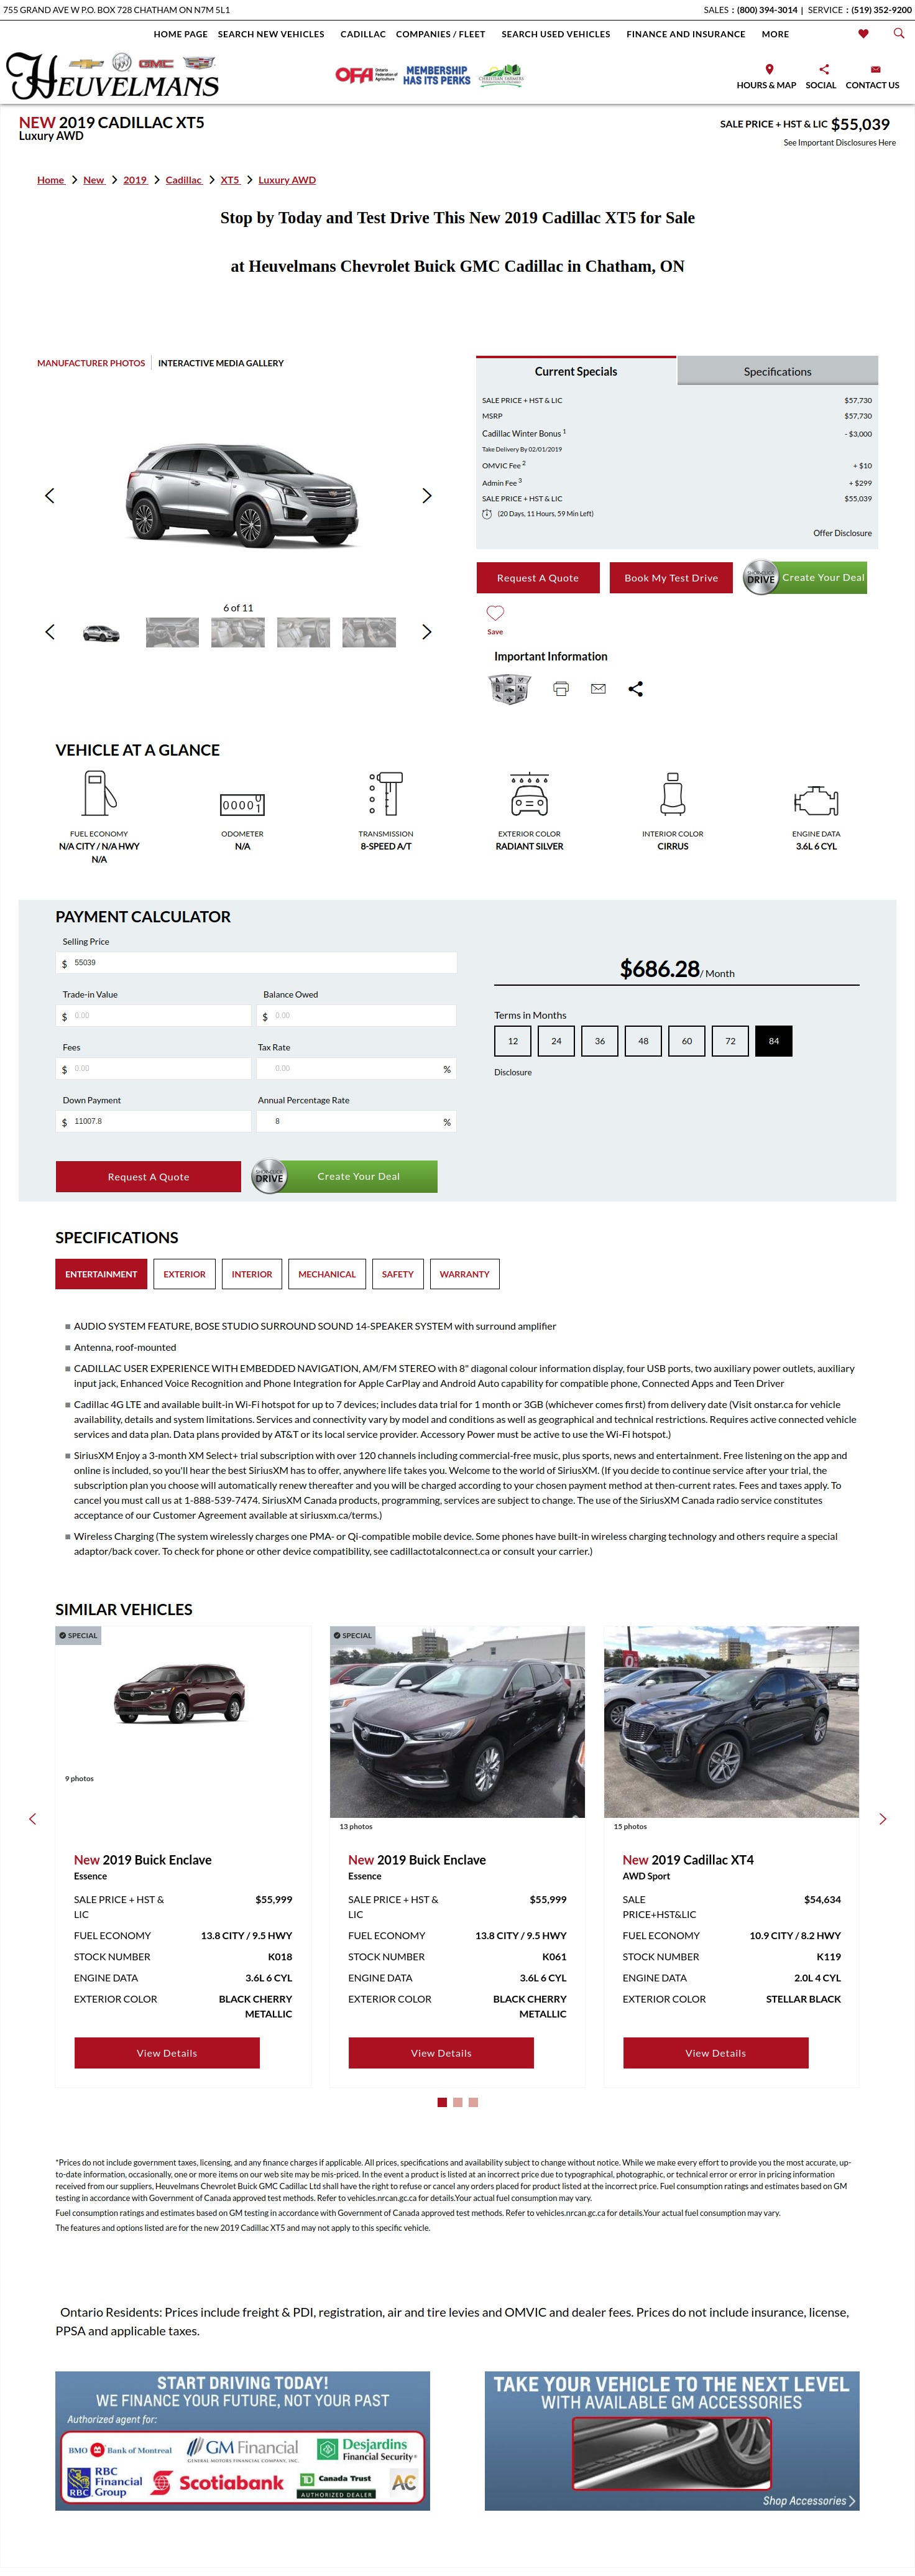 755 GRAND AVE W P.O. BOX 728 CHATHAM ON N7M 5L1
SALES : (800) 394-3014 | SERVICE : (519) 352-9200
HOME PAGE SEARCH NEW VEHICLES CADILLAC COMPANIES / FLEET SEARCH USED VEHICLES FINANCE AND INSURANCE MORE
HEUVELMANS
GMC
OFA Ontario Federation of Agriculture
MEMBERSHIP HAS ITS PERKS
HOURS & MAP SOCIAL CONTACT US
NEW 2019 CADILLAC XT5
Luxury AWD
SALE PRICE + HST & LIC $55,039
See Important Disclosures Here
Home New 2019 Cadillac XT5 Luxury AWD
Stop by Today and Test Drive This New 2019 Cadillac XT5 for Sale
at Heuvelmans Chevrolet Buick GMC Cadillac in Chatham, ON
MANUFACTURER PHOTOS INTERACTIVE MEDIA GALLERY
6 of 11
Current Specials Specifications
SALE PRICE + HST & LIC $57,730
MSRP $57,730
Cadillac Winter Bonus 1 - $3,000
Take Delivery By 02/01/2019
OMVIC Fee 2 + $10
Admin Fee 3 + $299
SALE PRICE + HST & LIC $55,039
(20 Days, 11 Hours, 59 Min Left)
Offer Disclosure
Request A Quote Book My Test Drive SHOP CLICK DRIVE Create Your Deal
Save
Important Information
VEHICLE AT A GLANCE
FUEL ECONOMY
N/A CITY / N/A HWY
N/A
ODOMETER
N/A
TRANSMISSION
8-SPEED A/T
EXTERIOR COLOR
RADIANT SILVER
INTERIOR COLOR
CIRRUS
ENGINE DATA
3.6L 6 CYL
PAYMENT CALCULATOR
Selling Price
$ 55039
Trade-in Value Balance Owed
$ 0.00 $ 0.00
Fees Tax Rate
$ 0.00 0.00 %
Down Payment Annual Percentage Rate
$ 11007.8 8 %
$686.28 / Month
Terms in Months
12 24 36 48 60 72 84
Disclosure
Request A Quote SHOP CLICK DRIVE Create Your Deal
SPECIFICATIONS
ENTERTAINMENT EXTERIOR INTERIOR MECHANICAL SAFETY WARRANTY
AUDIO SYSTEM FEATURE, BOSE STUDIO SURROUND SOUND 14-SPEAKER SYSTEM with surround amplifier
Antenna, roof-mounted
CADILLAC USER EXPERIENCE WITH EMBEDDED NAVIGATION, AM/FM STEREO with 8" diagonal colour information display, four USB ports, two auxiliary power outlets, auxiliary
input jack, Enhanced Voice Recognition and Phone Integration for Apple CarPlay and Android Auto capability for compatible phone, Connected Apps and Teen Driver
Cadillac 4G LTE and available built-in Wi-Fi hotspot for up to 7 devices; includes data trial for 1 month or 3GB (whichever comes first) from delivery date (Visit onstar.ca for vehicle
availability, details and system limitations. Services and connectivity vary by model and conditions as well as geographical and technical restrictions. Requires active connected vehicle
services and data plan. Data plans provided by AT&T or its local service provider. Accessory Power must be active to use the Wi-Fi hotspot.)
SiriusXM Enjoy a 3-month XM Select+ trial subscription with over 120 channels including commercial-free music, plus sports, news and entertainment. Free listening on the app and
online is included, so you'll hear the best SiriusXM has to offer, anywhere life takes you. Welcome to the world of SiriusXM. (If you decide to continue service after your trial, the
subscription plan you choose will automatically renew thereafter and you will be charged according to your chosen payment method at then-current rates. Fees and taxes apply. To
cancel you must call us at 1-888-539-7474. SiriusXM Canada products, programming, services are subject to change. The use of the SiriusXM Canada radio service constitutes
acceptance of our Customer Agreement available at siriusxm.ca/terms.)
Wireless Charging (The system wirelessly charges one PMA- or Qi-compatible mobile device. Some phones have built-in wireless charging technology and others require a special
adaptor/back cover. To check for phone or other device compatibility, see cadillactotalconnect.ca or consult your carrier.)
SIMILAR VEHICLES
SPECIAL
9 photos
New 2019 Buick Enclave
Essence
SALE PRICE + HST & LIC $55,999
FUEL ECONOMY 13.8 CITY / 9.5 HWY
STOCK NUMBER K018
ENGINE DATA 3.6L 6 CYL
EXTERIOR COLOR BLACK CHERRY METALLIC
View Details
SPECIAL
13 photos
New 2019 Buick Enclave
Essence
SALE PRICE + HST & LIC $55,999
FUEL ECONOMY 13.8 CITY / 9.5 HWY
STOCK NUMBER K061
ENGINE DATA 3.6L 6 CYL
EXTERIOR COLOR BLACK CHERRY METALLIC
View Details
15 photos
New 2019 Cadillac XT4
AWD Sport
SALE PRICE+HST&LIC $54,634
FUEL ECONOMY 10.9 CITY / 8.2 HWY
STOCK NUMBER K119
ENGINE DATA 2.0L 4 CYL
EXTERIOR COLOR STELLAR BLACK
View Details
*Prices do not include government taxes, licensing, and any finance charges if applicable. All prices, specifications and availability subject to change without notice. While we make every effort to provide you the most accurate, up-
to-date information, occasionally, one or more items on our web site may be mis-priced. In the event a product is listed at an incorrect price due to typographical, photographic, or technical error or error in pricing information
received from our suppliers, Heuvelmans Chevrolet Buick GMC Cadillac Ltd shall have the right to refuse or cancel any orders placed for product listed at the incorrect price. Fuel consumption ratings and estimates based on GM
testing in accordance with Government of Canada approved test methods. Refer to vehicles.nrcan.gc.ca for details.Your actual fuel consumption may vary.
Fuel consumption ratings and estimates based on GM testing in accordance with Government of Canada approved test methods. Refer to vehicles.nrcan.gc.ca for details.Your actual fuel consumption may vary.
The features and options listed are for the new 2019 Cadillac XT5 and may not apply to this specific vehicle.
Ontario Residents: Prices include freight & PDI, registration, air and tire levies and OMVIC and dealer fees. Prices do not include insurance, license,
PPSA and applicable taxes.
START DRIVING TODAY!
WE FINANCE YOUR FUTURE, NOT YOUR PAST
Authorized agent for:
BMO Bank of Montreal
GM Financial
GENERAL MOTORS FINANCIAL COMPANY, INC.
Desjardins Financial Security
RBC
RBC Financial Group
Scotiabank
TD Canada Trust
AUTHORIZED DEALER
AC
TAKE YOUR VEHICLE TO THE NEXT LEVEL
WITH AVAILABLE GM ACCESSORIES
Shop Accessories